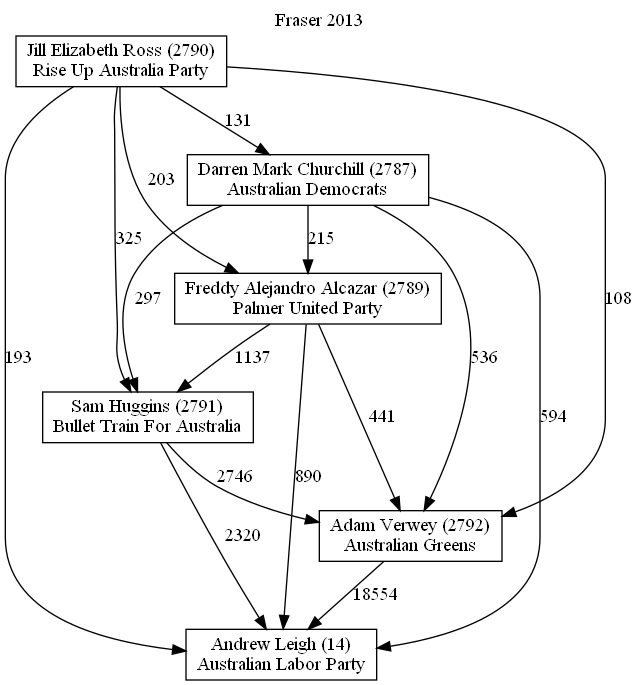 Fraser 2013
Jill Elizabeth Ross (2790)
Rise Up Australia Party
131
Darren Mark Churchill (2787)
Australian Democrats
203
325
215
297
108
Freddy Alejandro Alcazar (2789)
Palmer United Party
193
1137
536
Sam Huggins (2791)
Bullet Train For Australia
441
594
2746
890
Adam Verwey (2792)
Australian Greens
2320
18554
Andrew Leigh (14)
Australian Labor Party